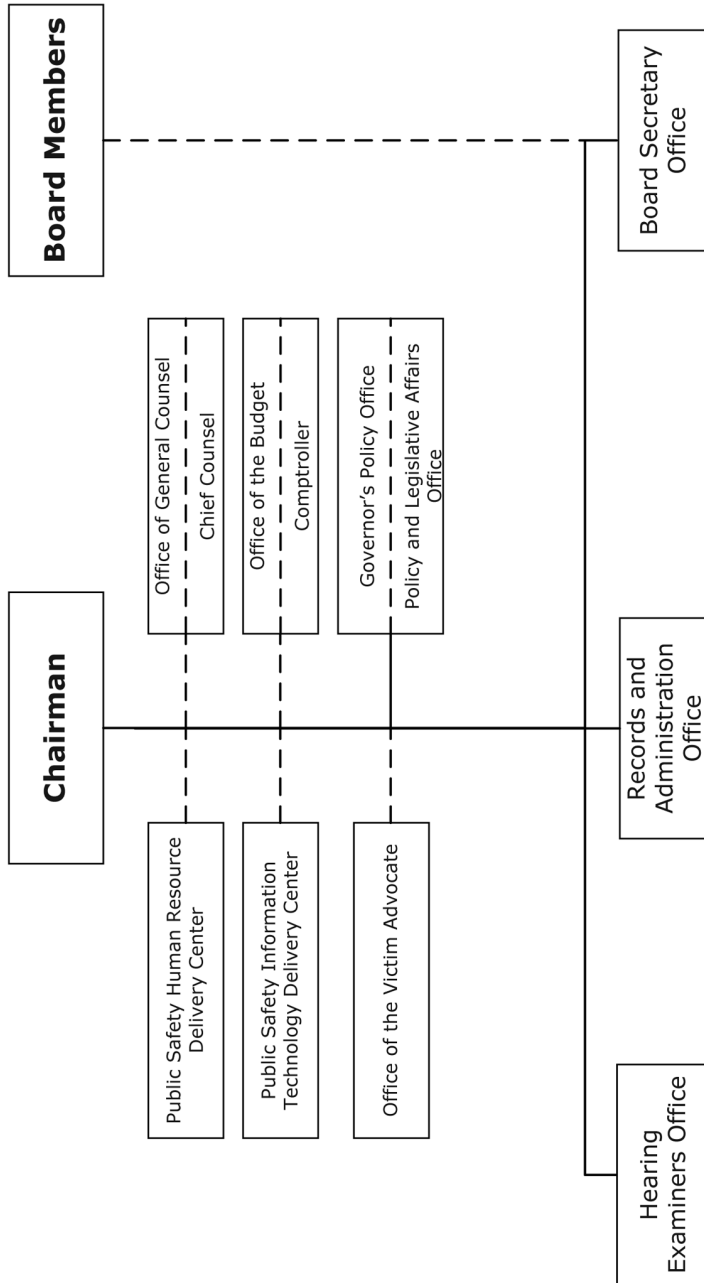 Chairman
Board Members
Public Safety Human Resource
Delivery Center
Office of General Counsel
Chief Counsel
Public Safety Information
Technology Delivery Center
Office of the Budget
Comptroller
Office of the Victim Advocate
Governor’s Policy Office
Policy and Legislative Affairs
Office
Hearing
Examiners Office
Records and
Administration
Office
Board Secretary
Office